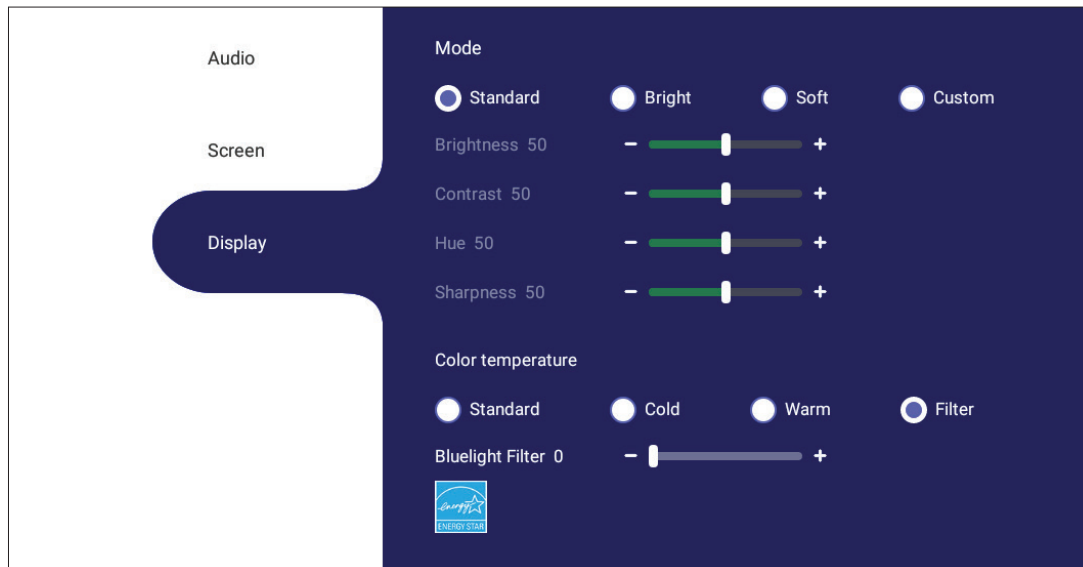 Audio
Screen
Display
Mode
Standard Bright Soft Custom
Brightness 50 - +
Contrast 50 - +
Hue 50 - +
Sharpness 50 - +
Color temperature
Standard Cold Warm Filter
Bluelight Filter 0 - +
energy
ENERGY STAR